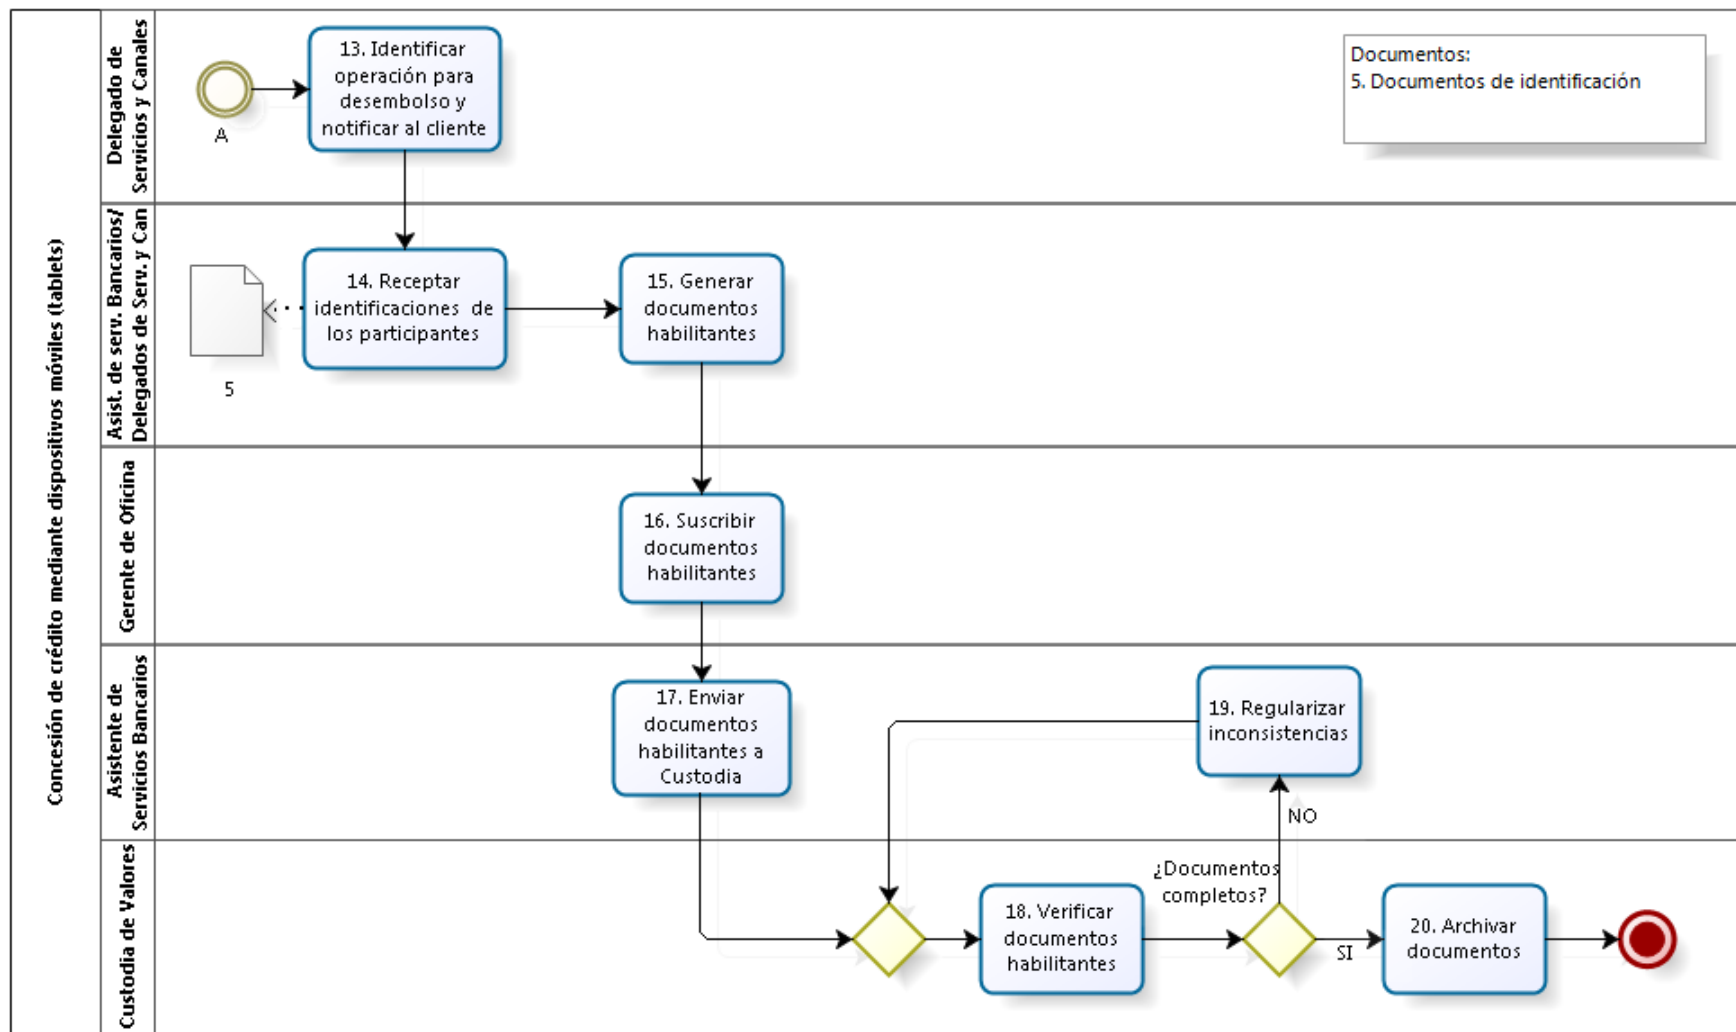 Concesión de crédito mediante dispositivos móviles (tablets)
Delegado de
Servicios y Canales
A
13. Identificar
operación para
desembolso y
notificar al cliente
Documentos:
5. Documentos de identificación
Asist. de serv. Bancarios/
Delegados de Serv. y Can
5
14. Receptar
identificaciones de
los participantes
15. Generar
documentos
habilitantes
Gerente de Oficina
16. Suscribir
documentos
habilitantes
Asistente de
Servicios Bancarios
17. Enviar
documentos
habilitantes a
Custodia
19. Regularizar
inconsistencias
NO
Custodia de Valores
18. Verificar
documentos
habilitantes
¿Documentos
completos?
SI
20. Archivar
documentos